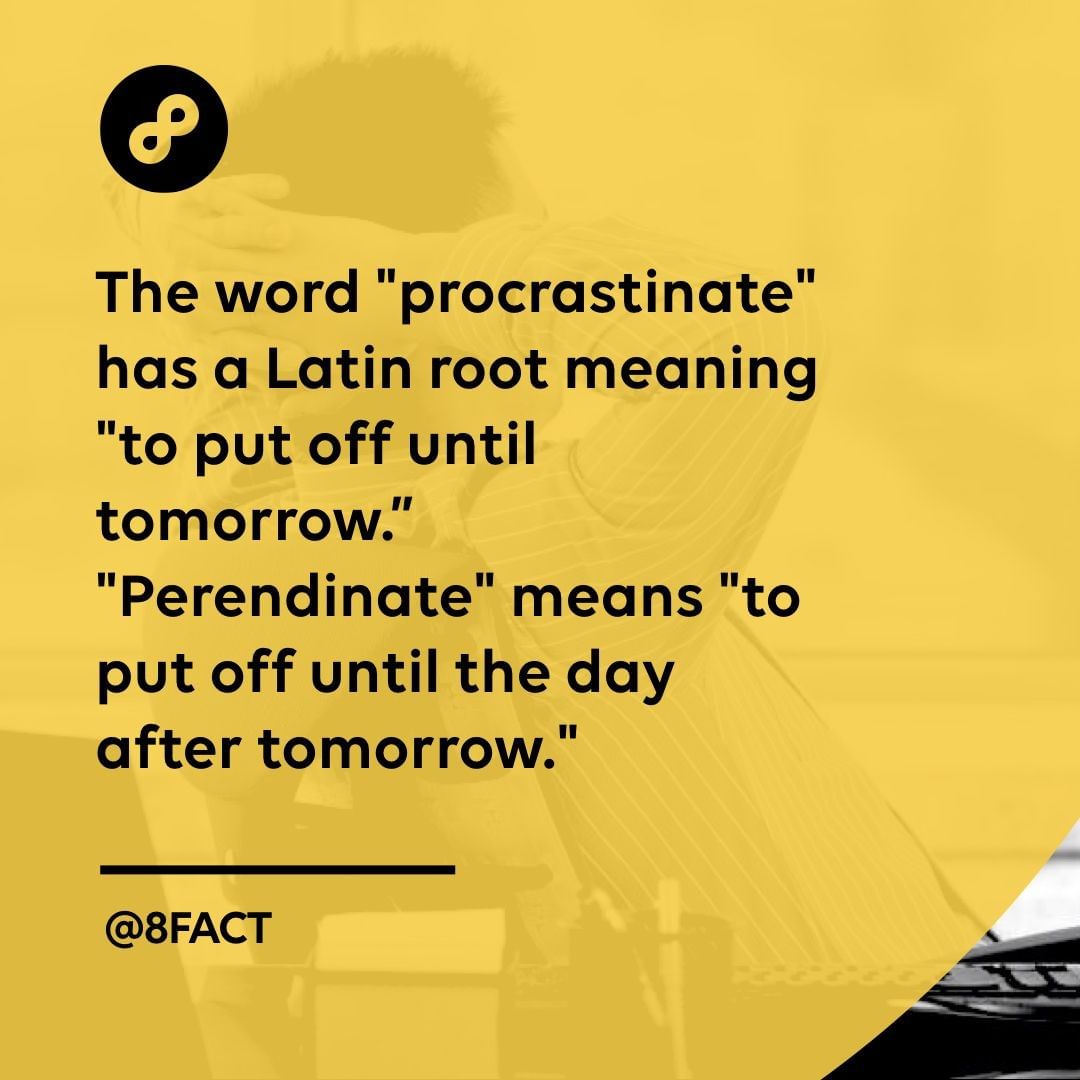 The word "procrastinate"
has a Latin root meaning
"to put off until
tomorrow.”
"Perendinate" means "to
put off until the day
after tomorrow."
@8FACT